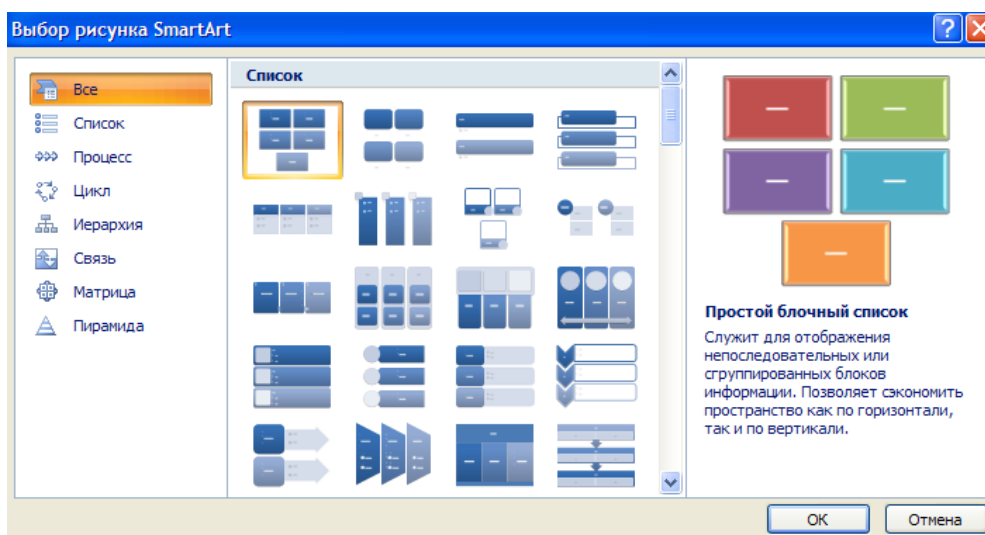 Выбор рисунка SmartArt
Все
Список
Процесс
Цикл
Иерархия
Связь
Матрица
Пирамида
Список
Простой блочный список
Служит для отображения
непоследовательных или
сгруппированных блоков
информации. Позволяет сэкономить
пространство как по горизонтали,
так и по вертикали.
ОК
Отмена